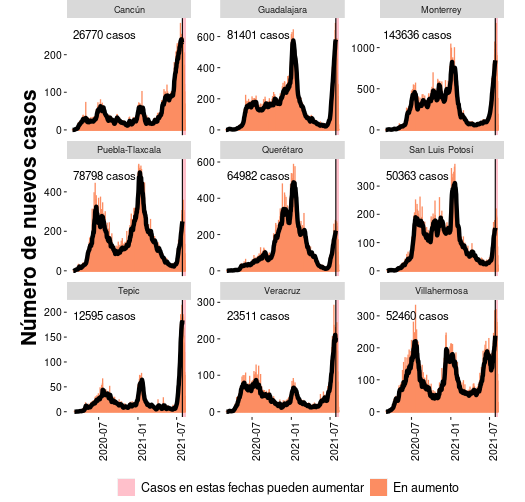 Cancún
Guadalajara
Monterrey
26770 casos
81401 casos
143636 casos
200
100
0
600
400
200
0
1000
500
0
Puebla-Tlaxcala
Querétaro
San Luis Potosí
78798 casos
64982 casos
50363 casos
400
200
0
600
400
200
0
300
200
100
0
Tepic
Veracruz
Villahermosa
12595 casos
23511 casos
52460 casos
200
150
100
50
0
300
200
100
0
300
200
100
0
2020-07
2021-01
2021-07
2020-07
2021-01
2021-07
2020-07
2021-01
2021-07
Número de nuevos casos
Casos en estas fechas pueden aumentar
En aumento